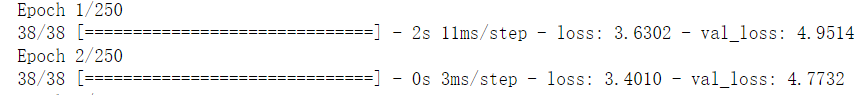 Epoch 1/250
38/38 [==============================] - 2s 11ms/step - loss: 3.6302 - val_loss: 4.9514
Epoch 2/250
38/38 [==============================] - 0s 3ms/step - loss: 3.4010 - val_loss: 4.7732